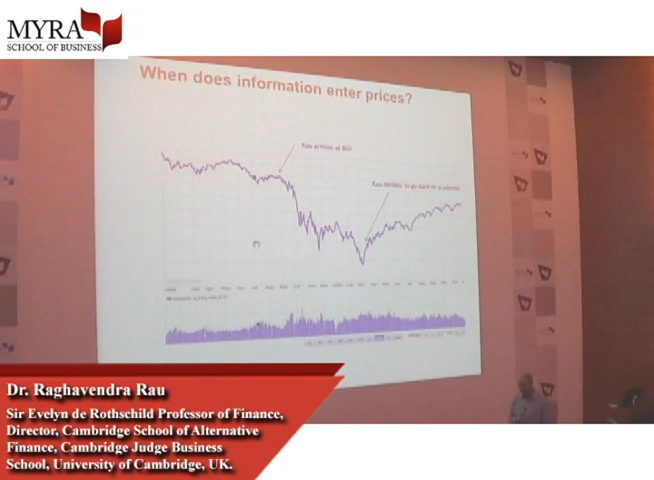 MYRA
SCHOOL OF BUSINESS
When does information enter prices?
Rau arrives at BGI
Rau decides to go back to academia
Dr. Raghavendra Rau
Sir Evelyn de Rothschild Professor of Finance,
Director, Cambridge School of Alternative
Finance, Cambridge Judge Business
School, University of Cambridge, UK.